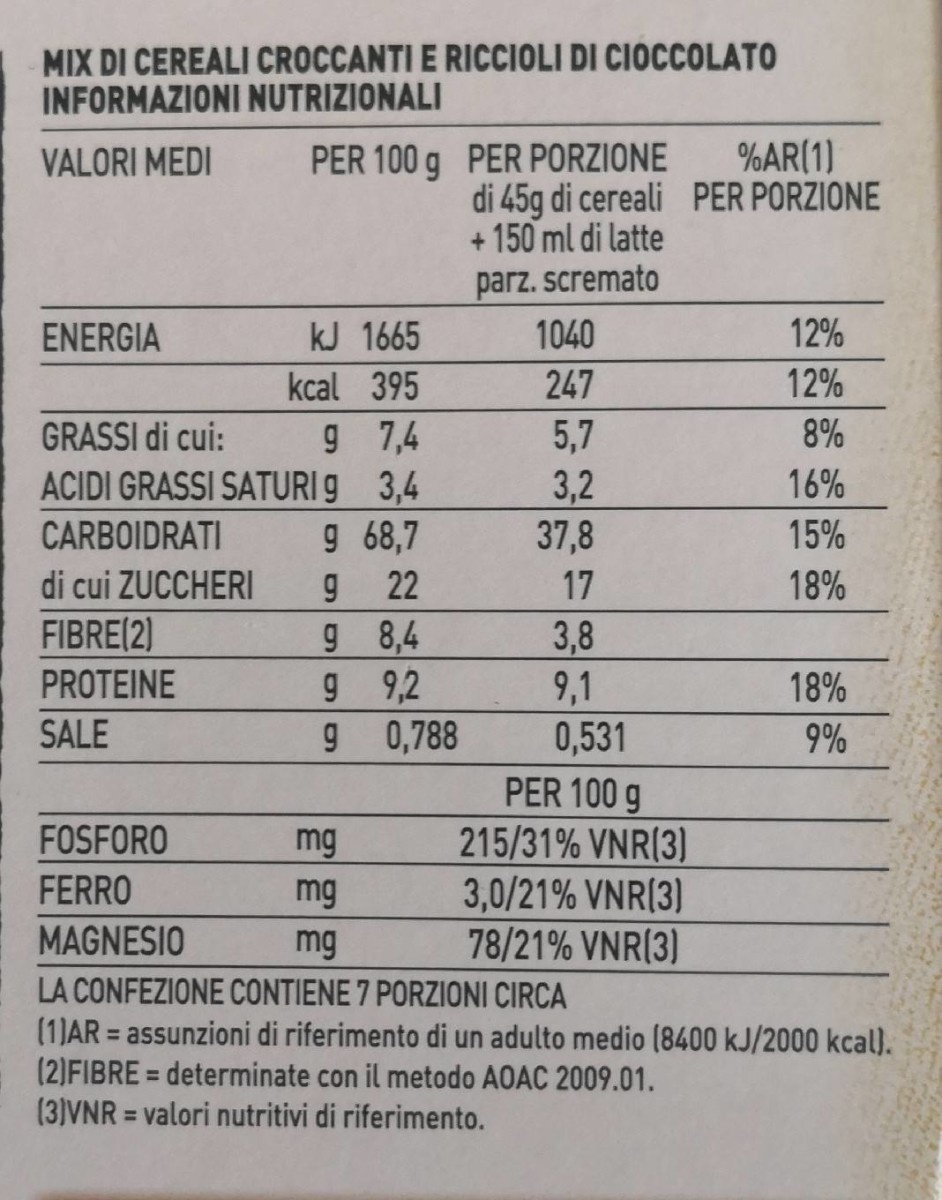 MIX DI CEREALI CROCCANTI E RICCIOLI DI CIOCCOLATO
INFORMAZIONI NUTRIZIONALI
VALORI MEDI PER 100 g PER PORZIONE %AR(1)
di 45g di cereali PER PORZIONE
+ 150 ml di latte
parz. scremato
ENERGIA kJ 1665 1040 12%
kcal 395 247 12%
GRASSI di cui: g 7,4 5,7 8%
ACIDI GRASSI SATURI g 3,4 3,2 16%
CARBOIDRATI g 68,7 37,8 15%
di cui ZUCCHERI g 22 17 18%
FIBRE(2) g 8,4 3,8
PROTEINE g 9,2 9,1 18%
SALE g 0,788 0,531 9%
PER 100 g
FOSFORO mg 215/31% VNR(3)
FERRO mg 3,0/21% VNR(3)
MAGNESIO mg 78/21% VNR(3)
LA CONFEZIONE CONTIENE 7 PORZIONI CIRCA
(1)AR = assunzioni di riferimento di un adulto medio (8400 kJ/2000 kcal).
(2)FIBRE = determinate con il metodo AOAC 2009.01.
(3)VNR = valori nutritivi di riferimento.